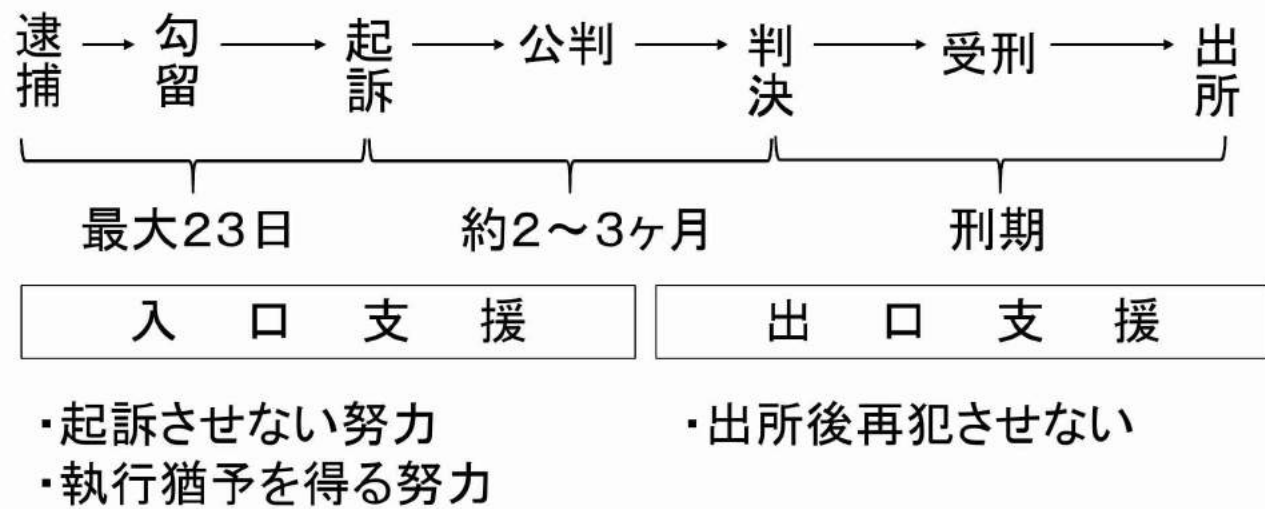 逮捕 → 勾留 → 起訴 → 公判 → 判決 → 受刑 → 出所
最大23日 約2～3ヶ月 刑期
入口支援 出口支援
・起訴させない努力 ・出所後再犯させない
・執行猶予を得る努力